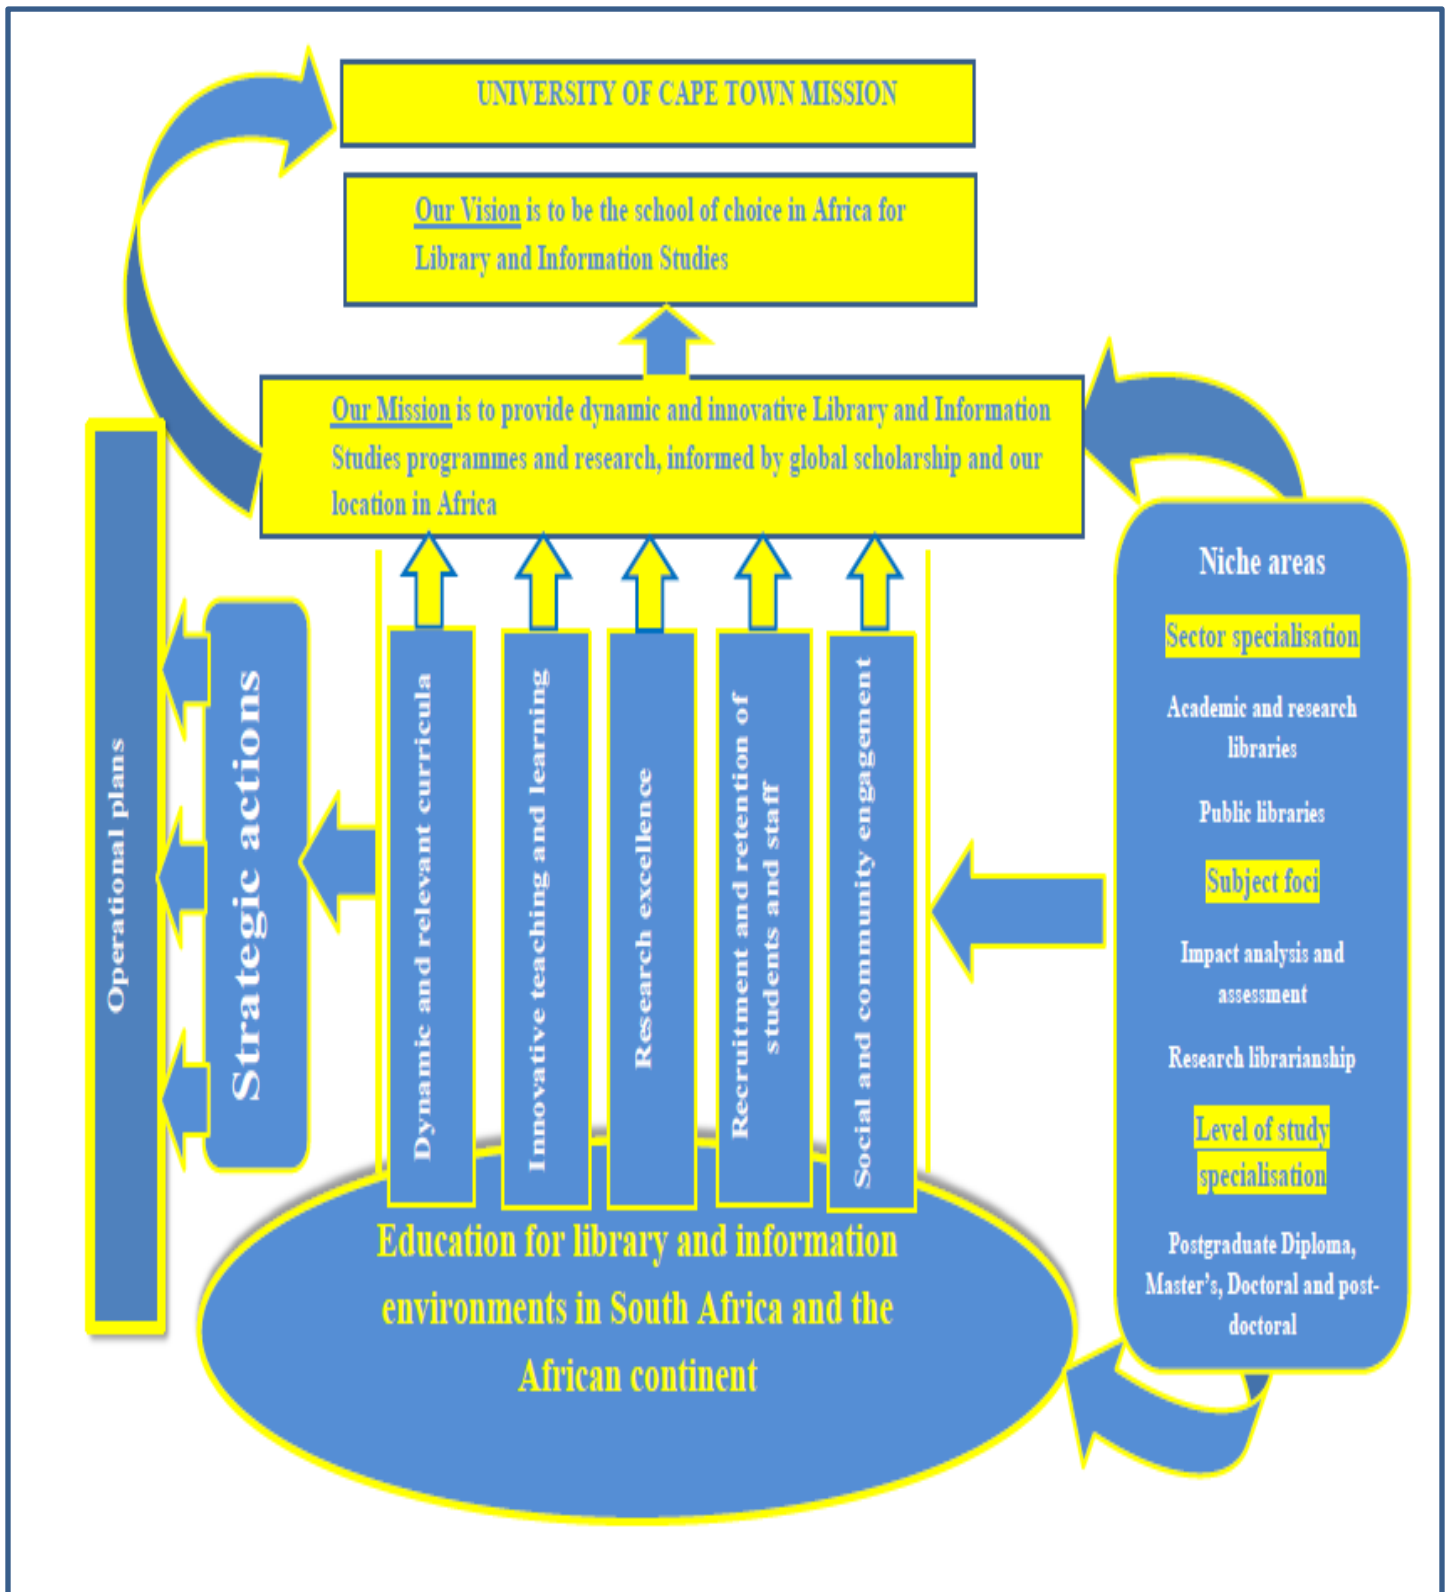 UNIVERSITY OF CAPE TOWN MISSION
Our Vision is to be the school of choice in Africa for
Library and Information Studies
Our Mission is to provide dynamic and innovative Library and Information
Studies programmes and research, informed by global scholarship and our
location in Africa
Operational plans
Strategic actions
Dynamic and relevant curricula
Innovative teaching and learning
Research excellence
Recruitment and retention of
students and staff
Social and community engagement
Niche areas
Sector specialisation
Academic and research
libraries
Public libraries
Subject foci
Impact analysis and
assessment
Research librarianship
Level of study
specialisation
Postgraduate Diploma,
Master's, Doctoral and post-
doctoral
Education for library and information
environments in South Africa and the
African continent